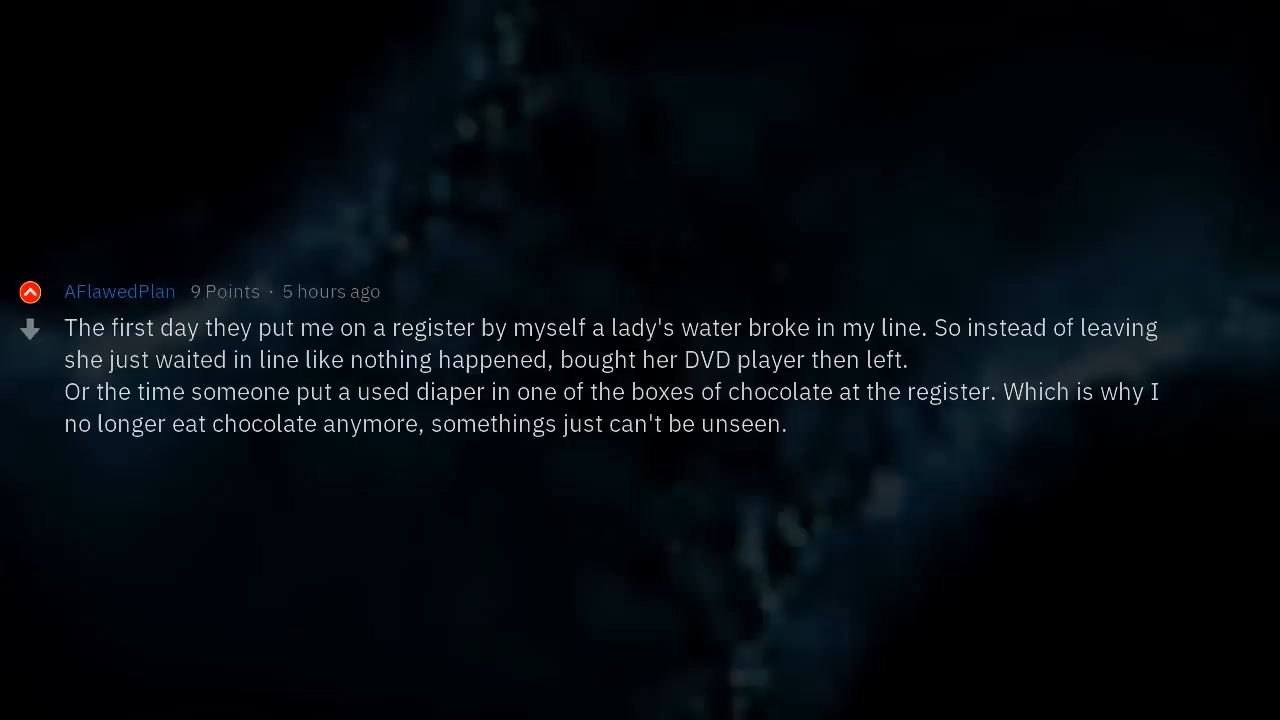 AFlawedPlan 9 Points · 5 hours ago
The first day they put me on a register by myself a lady's water broke in my line. So instead of leaving
she just waited in line like nothing happened, bought her DVD player then left.
Or the time someone put a used diaper in one of the boxes of chocolate at the register. Which is why I
no longer eat chocolate anymore, somethings just can't be unseen.